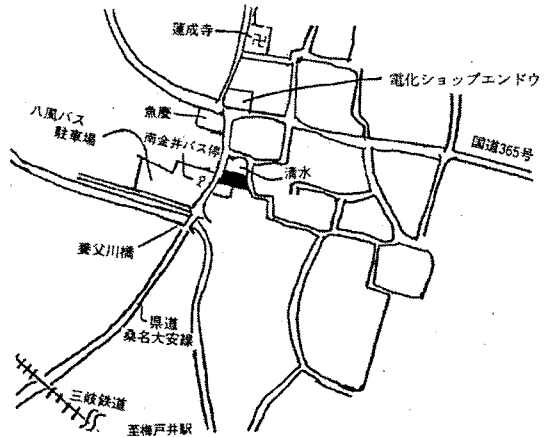 蓮成寺
電化ショップエンドウ
魚慶
八風バス
駐車場
南金井バス停
国道365号
清水
養父川橋
県道
桑名大安線
三岐鉄道
至梅戸井駅